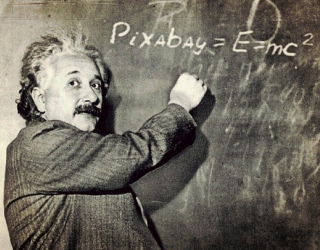 Pixabay = E=mc²